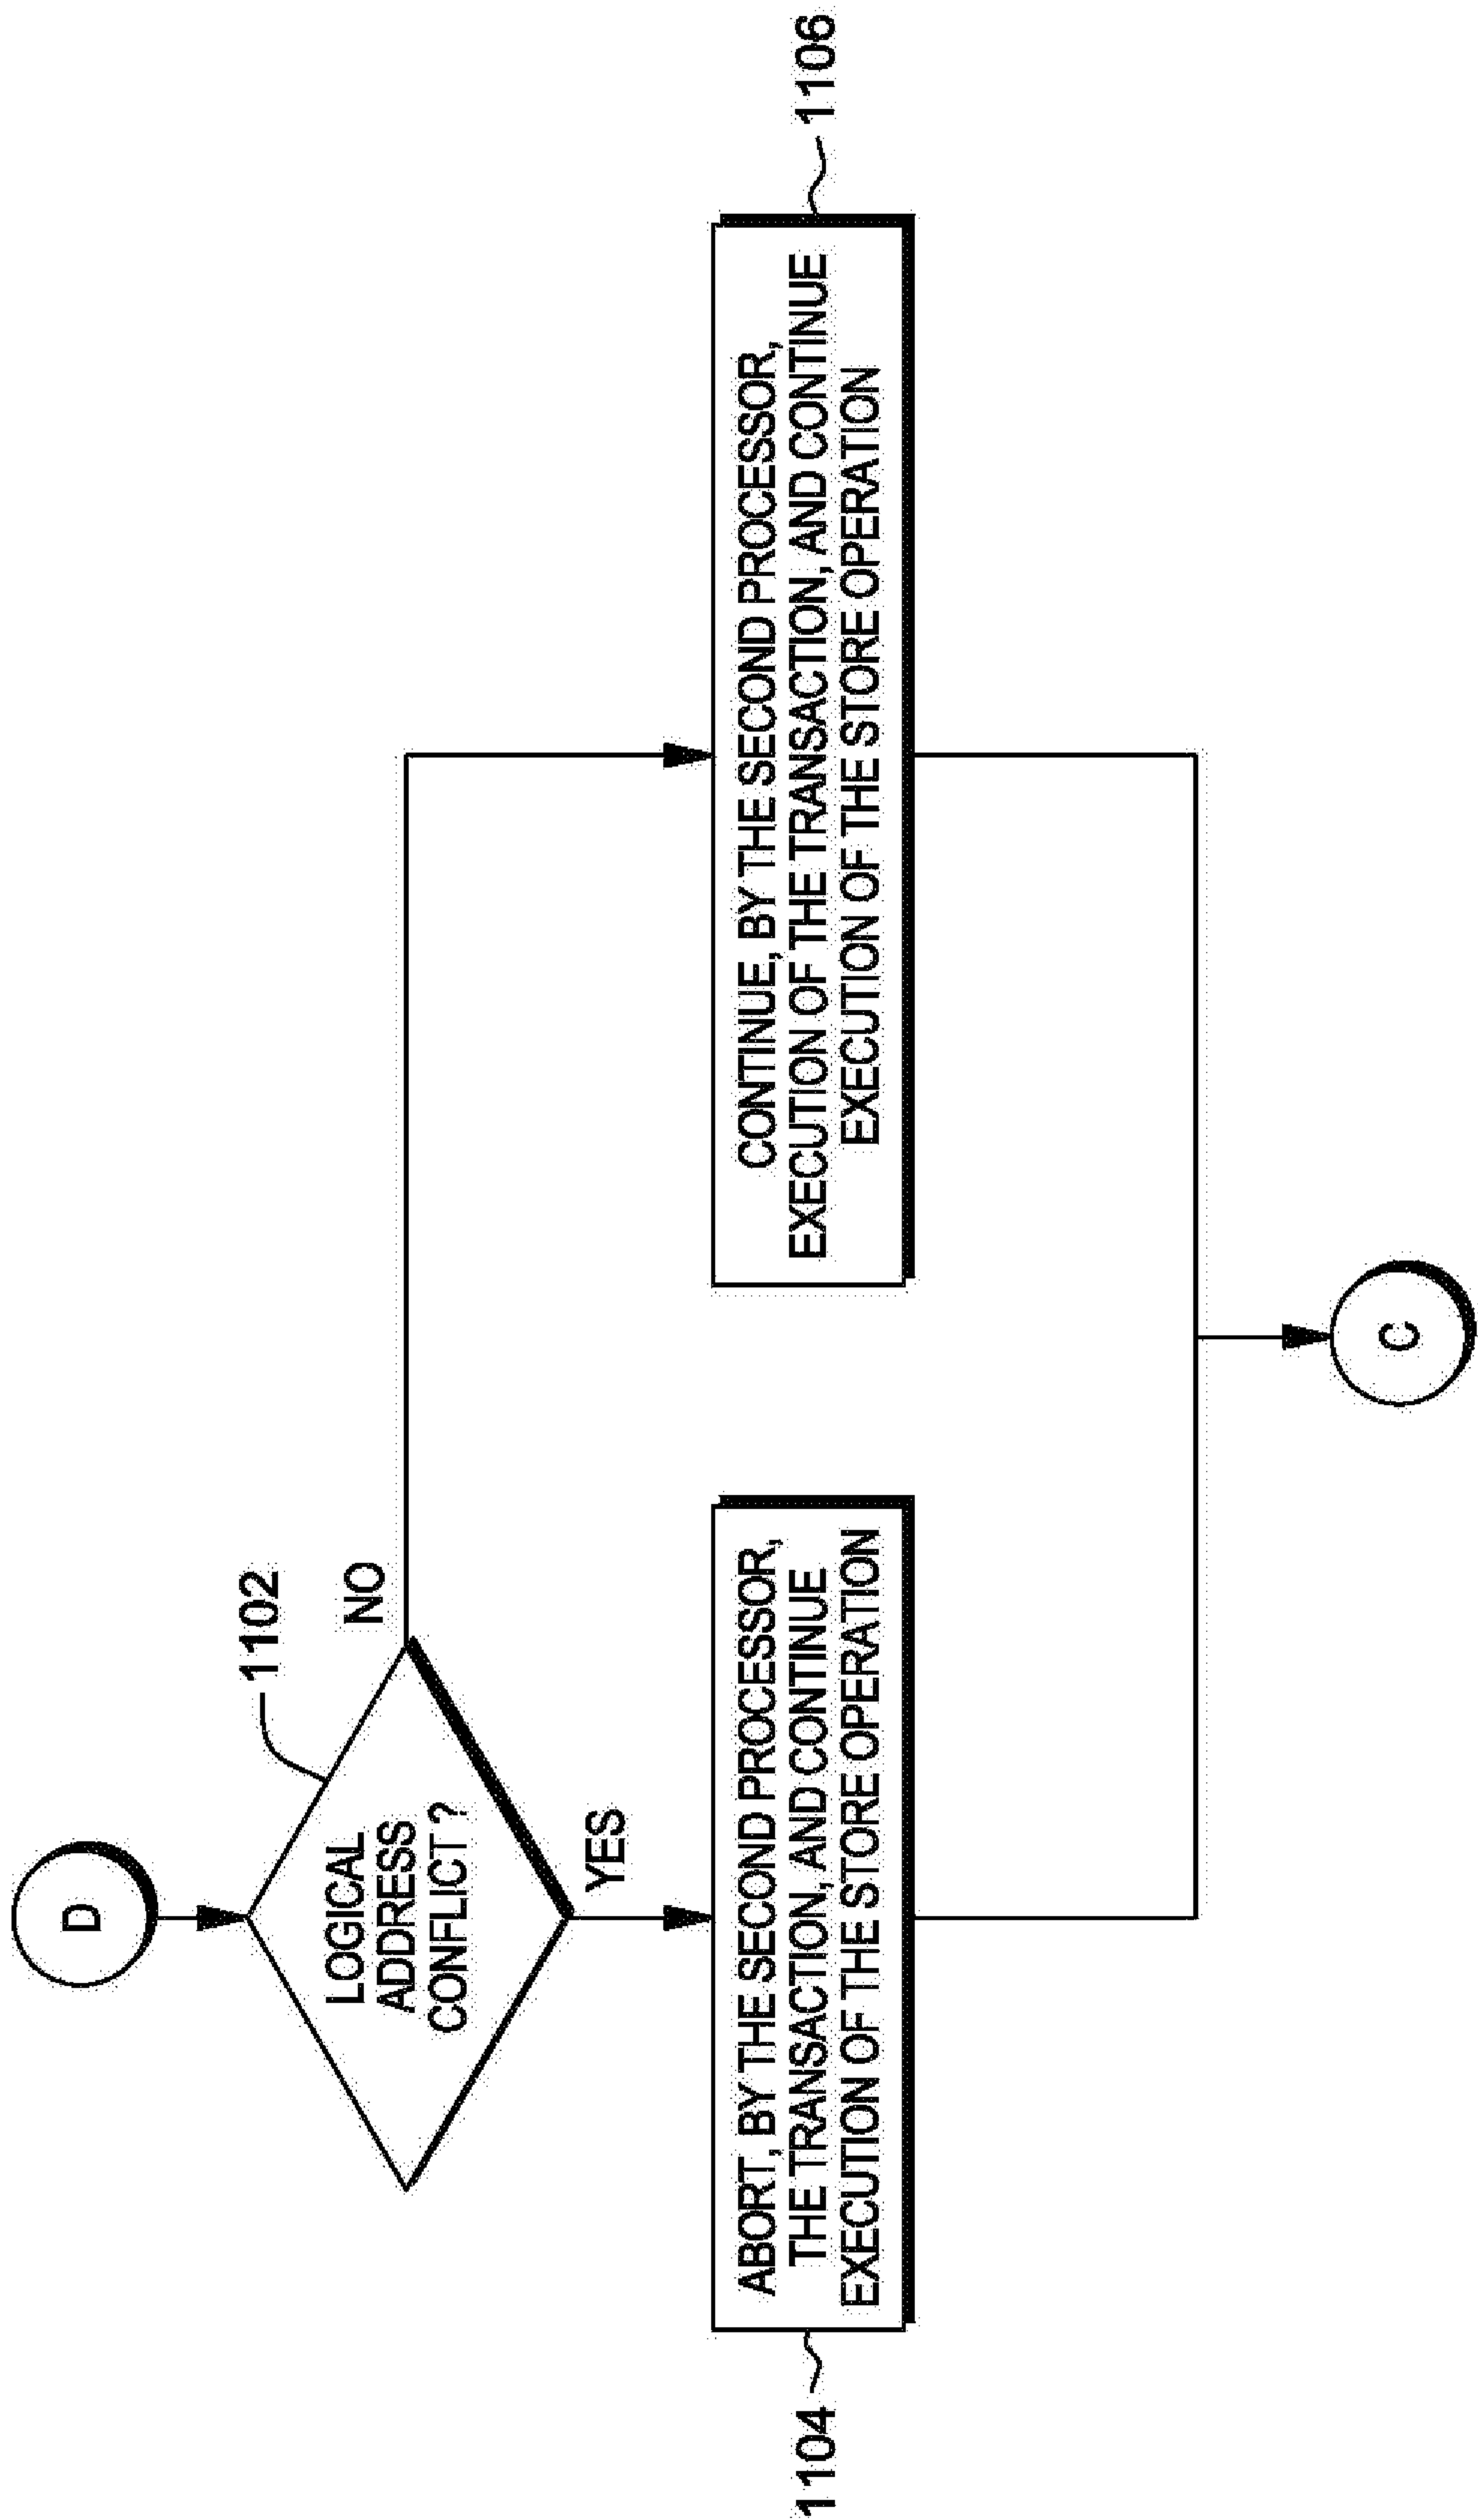 D
1102
LOGICAL
ADDRESS
CONFLICT ?
NO
YES
ABORT, BY THE SECOND PROCESSOR,
THE TRANSACTION, AND CONTINUE
EXECUTION OF THE STORE OPERATION
1104
CONTINUE, BY THE SECOND PROCESSOR,
EXECUTION OF THE TRANSACTION, AND CONTINUE
EXECUTION OF THE STORE OPERATION
1106
C